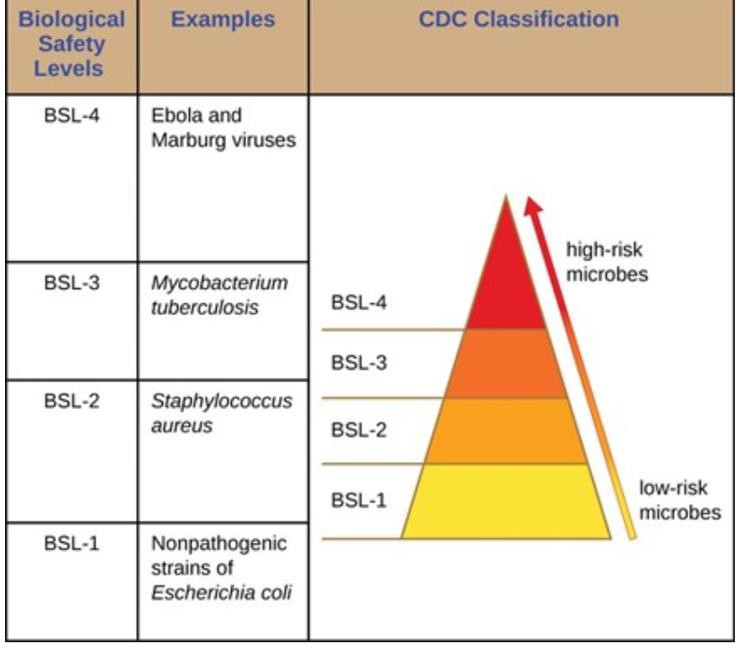 Biological
Safety
Levels
Examples
CDC Classification
BSL-4
Ebola and
Marburg viruses
BSL-3
Mycobacterium
tuberculosis
BSL-2
Staphylococcus
aureus
BSL-1
Nonpathogenic
strains of
Escherichia coli
high-risk
microbes
BSL-4
BSL-3
BSL-2
BSL-1
low-risk
microbes